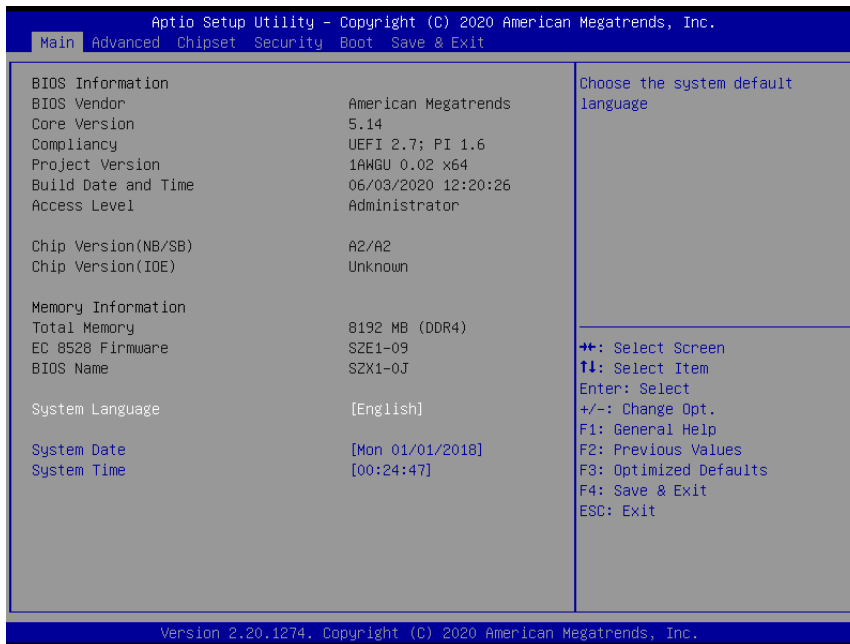 Aptio Setup Utility – Copyright (C) 2020 American Megatrends, Inc.
Main Advanced Chipset Security Boot Save & Exit
BIOS Information
BIOS Vendor American Megatrends
Core Version 5.14
Compliancy UEFI 2.7; PI 1.6
Project Version 1AWGU 0.02 x64
Build Date and Time 06/03/2020 12:20:26
Access Level Administrator
Chip Version(NB/SB) A2/A2
Chip Version(IOE) Unknown
Memory Information
Total Memory 8192 MB (DDR4)
EC 8528 Firmware SZE1-09
BIOS Name SZX1-0J
System Language [English]
System Date [Mon 01/01/2018]
System Time [00:24:47]
Choose the system default
language
→←: Select Screen
↑↓: Select Item
Enter: Select
+/-: Change Opt.
F1: General Help
F2: Previous Values
F3: Optimized Defaults
F4: Save & Exit
ESC: Exit
Version 2.20.1274. Copyright (C) 2020 American Megatrends, Inc.